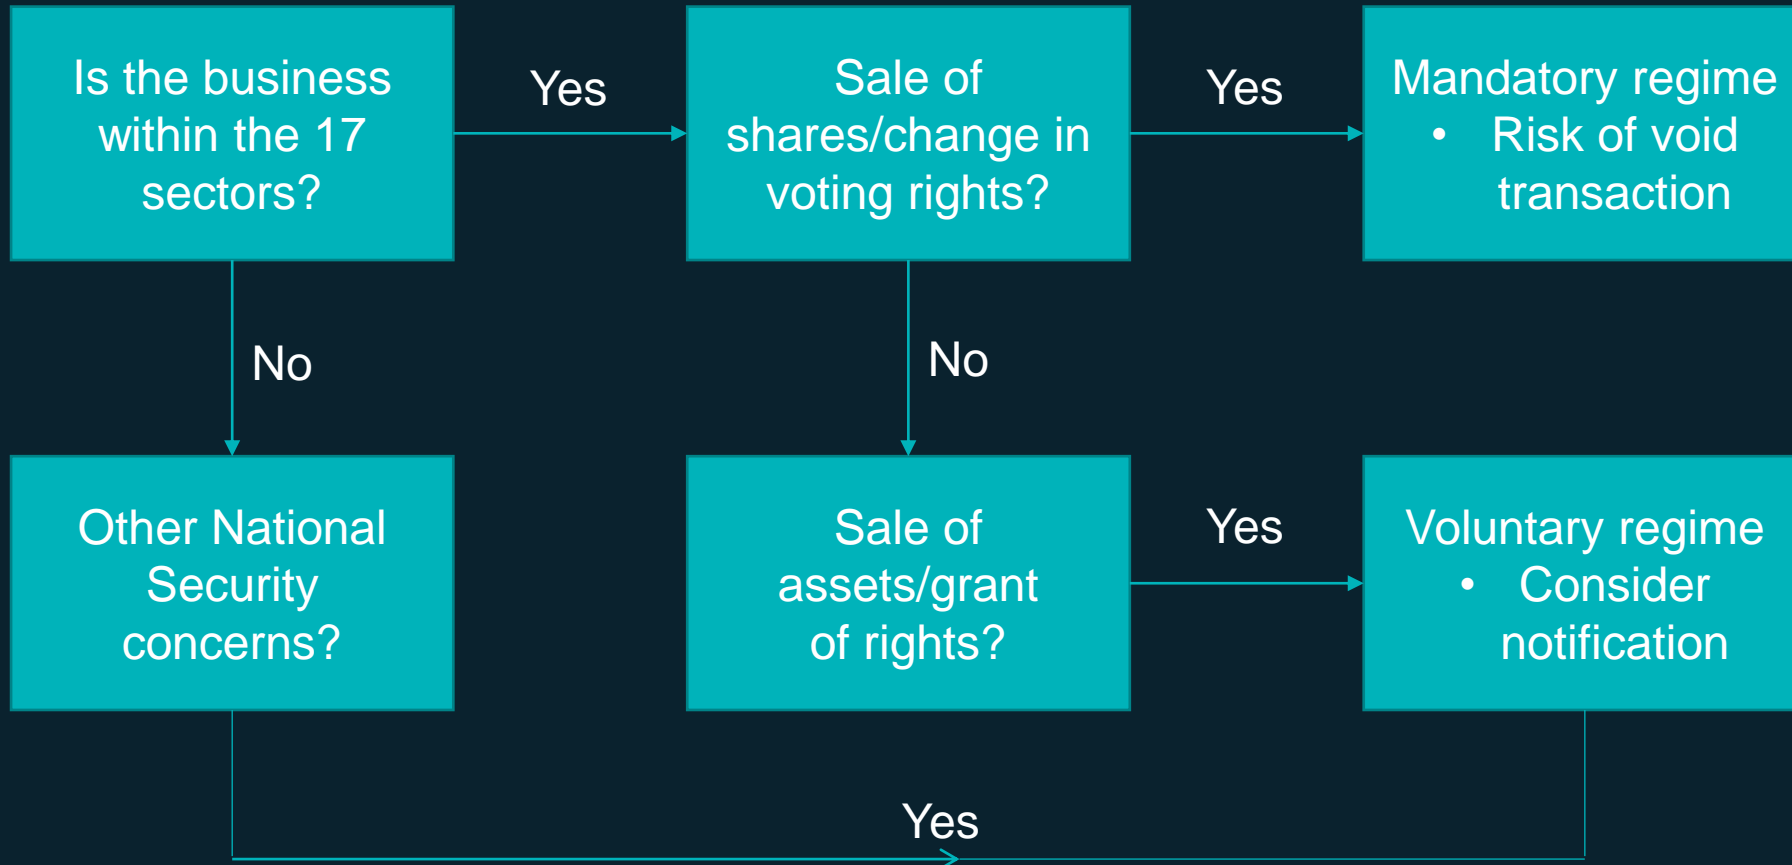 Is the business
within the 17
sectors?
Yes
Sale of
shares/change in
voting rights?
Yes
Mandatory regime
• Risk of void
transaction
No
No
Other National
Security
concerns?
Sale of
assets/grant
of rights?
Yes
Voluntary regime
• Consider
notification
Yes